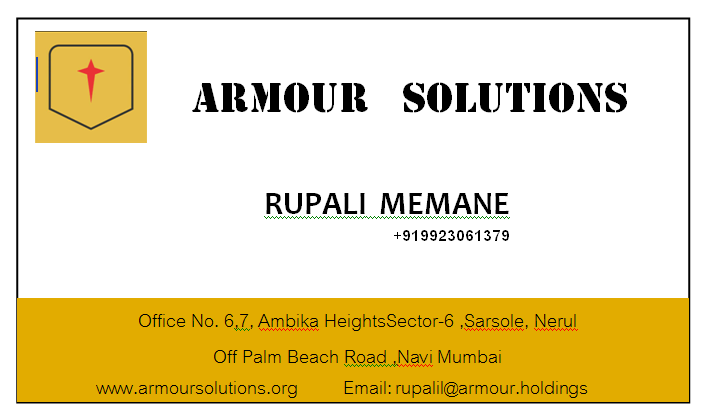 ARMOUR SOLUTIONS
RUPALI MEMANE
+919923061379
Office No. 6,7, Ambika HeightsSector-6 ,Sarsole, Nerul
Off Palm Beach Road ,Navi Mumbai
www.armoursolutions.org Email: rupalil@armour.holdings